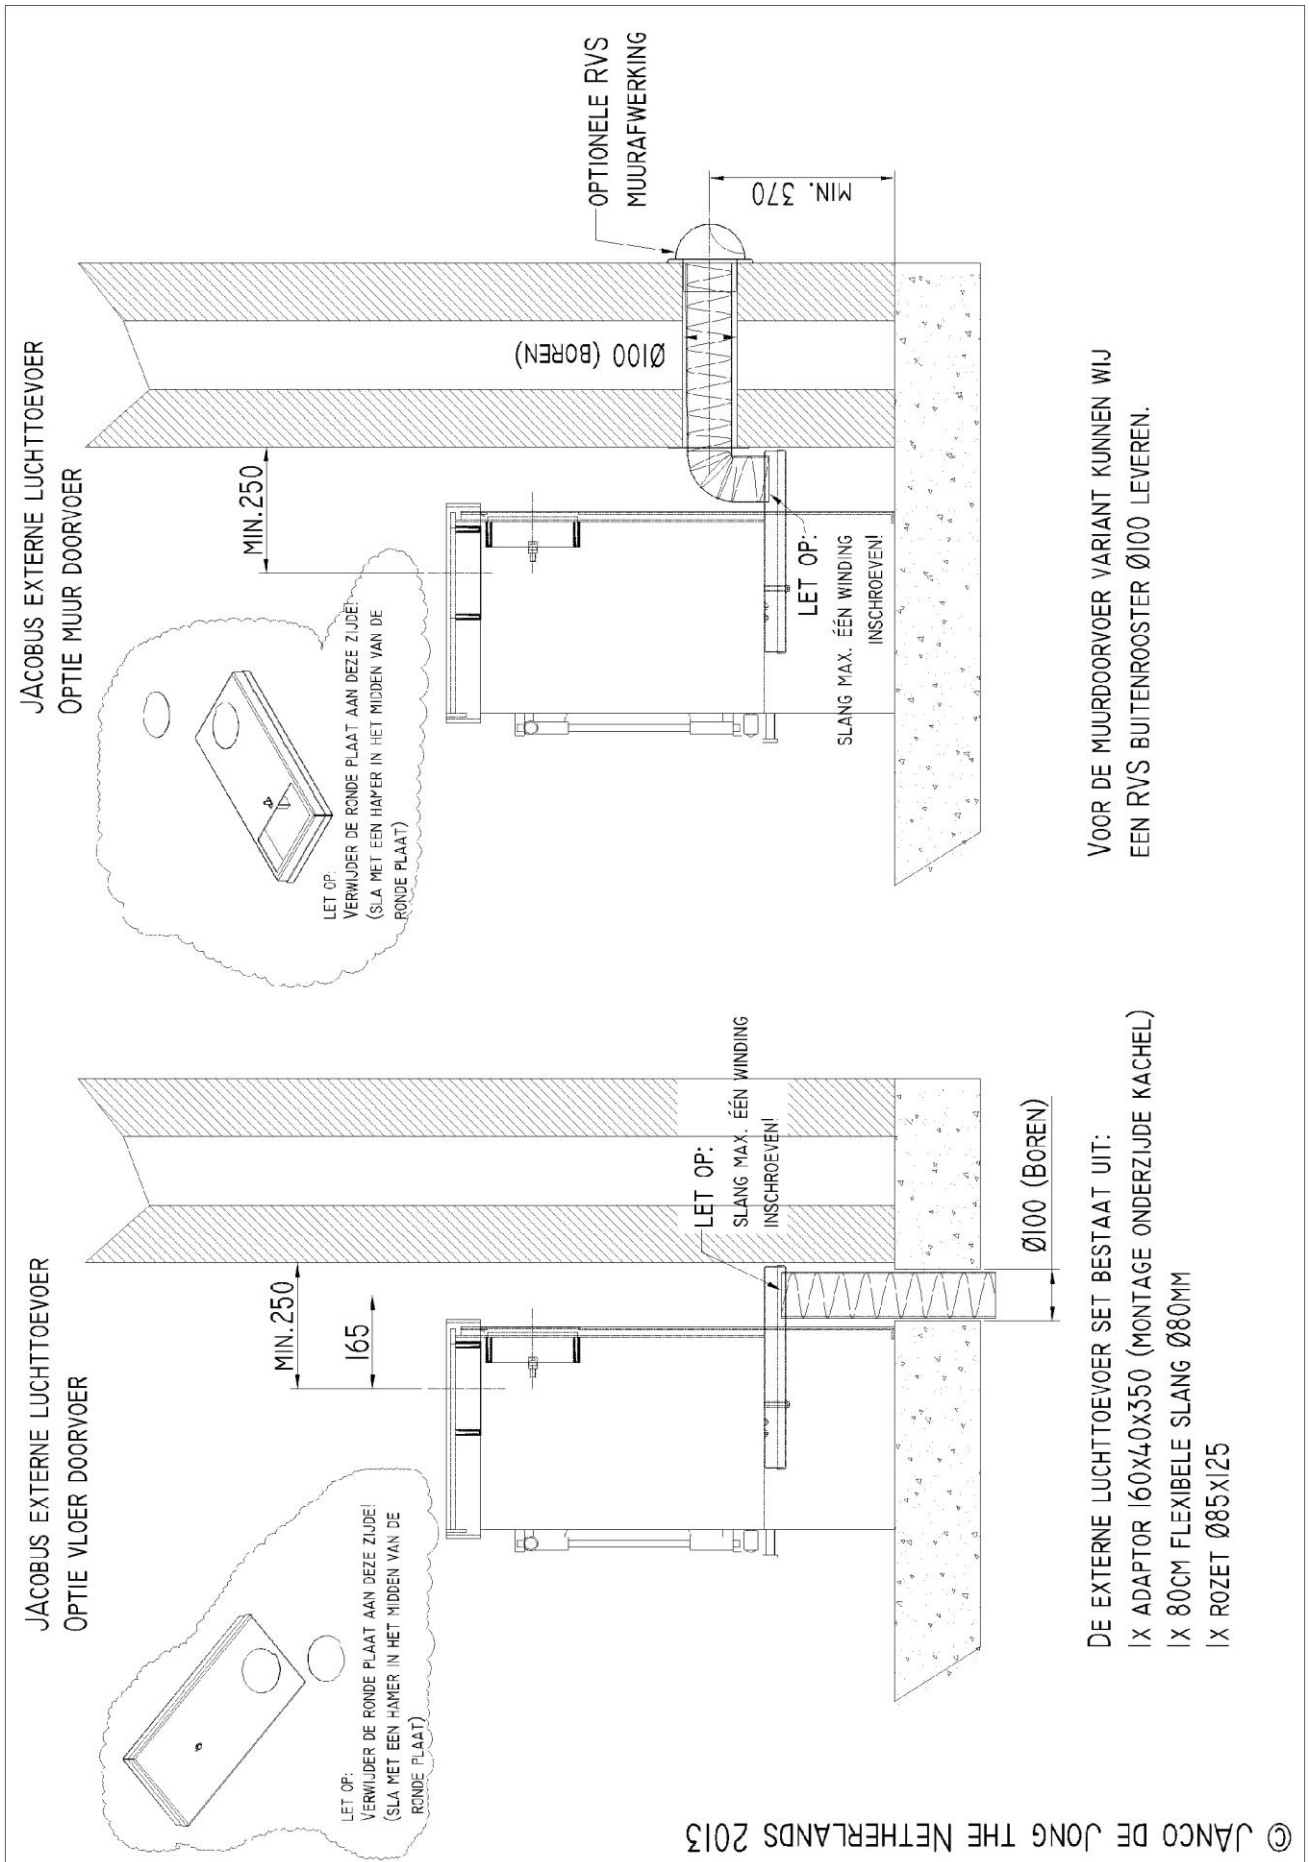 JACOBUS EXTERNE LUCHTTOEVOER
OPTIE VLOER DOORVOER
LET OP:
VERWIJDER DE RONDE PLAAT AAN DEZE ZIJDE!
(SLA MET EEN HAMER IN HET MIDDEN VAN DE
RONDE PLAAT)
MIN.250
165
LET OP:
SLANG MAX. ÉÉN WINDING
INSCHROEVEN!
Ø100 (BOREN)
DE EXTERNE LUCHTTOEVOER SET BESTAAT UIT:
1X ADAPTOR 160X40X350 (MONTAGE ONDERZIJDE KACHEL)
1X 80CM FLEXIBELE SLANG Ø80MM
1X ROZET Ø85X125
JACOBUS EXTERNE LUCHTTOEVOER
OPTIE MUUR DOORVOER
LET OP:
VERWIJDER DE RONDE PLAAT AAN DEZE ZIJDE!
(SLA MET EEN HAMER IN HET MIDDEN VAN DE
RONDE PLAAT)
MIN.250
OPTIONELE RVS
MUURAFWERKING
Ø100 (BOREN)
MIN. 370
LET OP:
SLANG MAX. ÉÉN WINDING
INSCHROEVEN!
VOOR DE MUURDOORVOER VARIANT KUNNEN WIJ
EEN RVS BUITENROOSTER Ø100 LEVEREN.
© JANCO DE JONG THE NETHERLANDS 2013